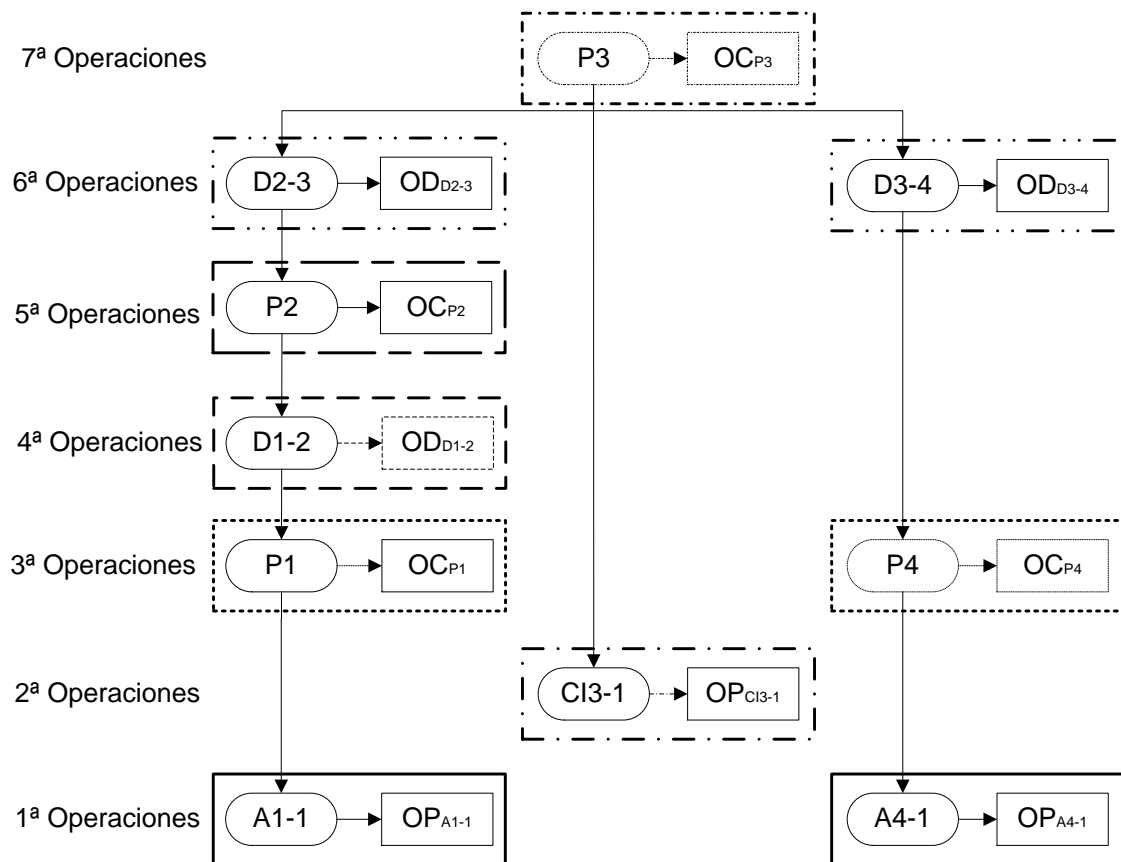 7ª Operaciones P3 OCP3
6ª Operaciones D2-3 ODD2-3 D3-4 ODD3-4
5ª Operaciones P2 OCP2
4ª Operaciones D1-2 ODD1-2
3ª Operaciones P1 OCP1 P4 OCP4
2ª Operaciones CI3-1 OPCI3-1
1ª Operaciones A1-1 OPA1-1 A4-1 OPA4-1